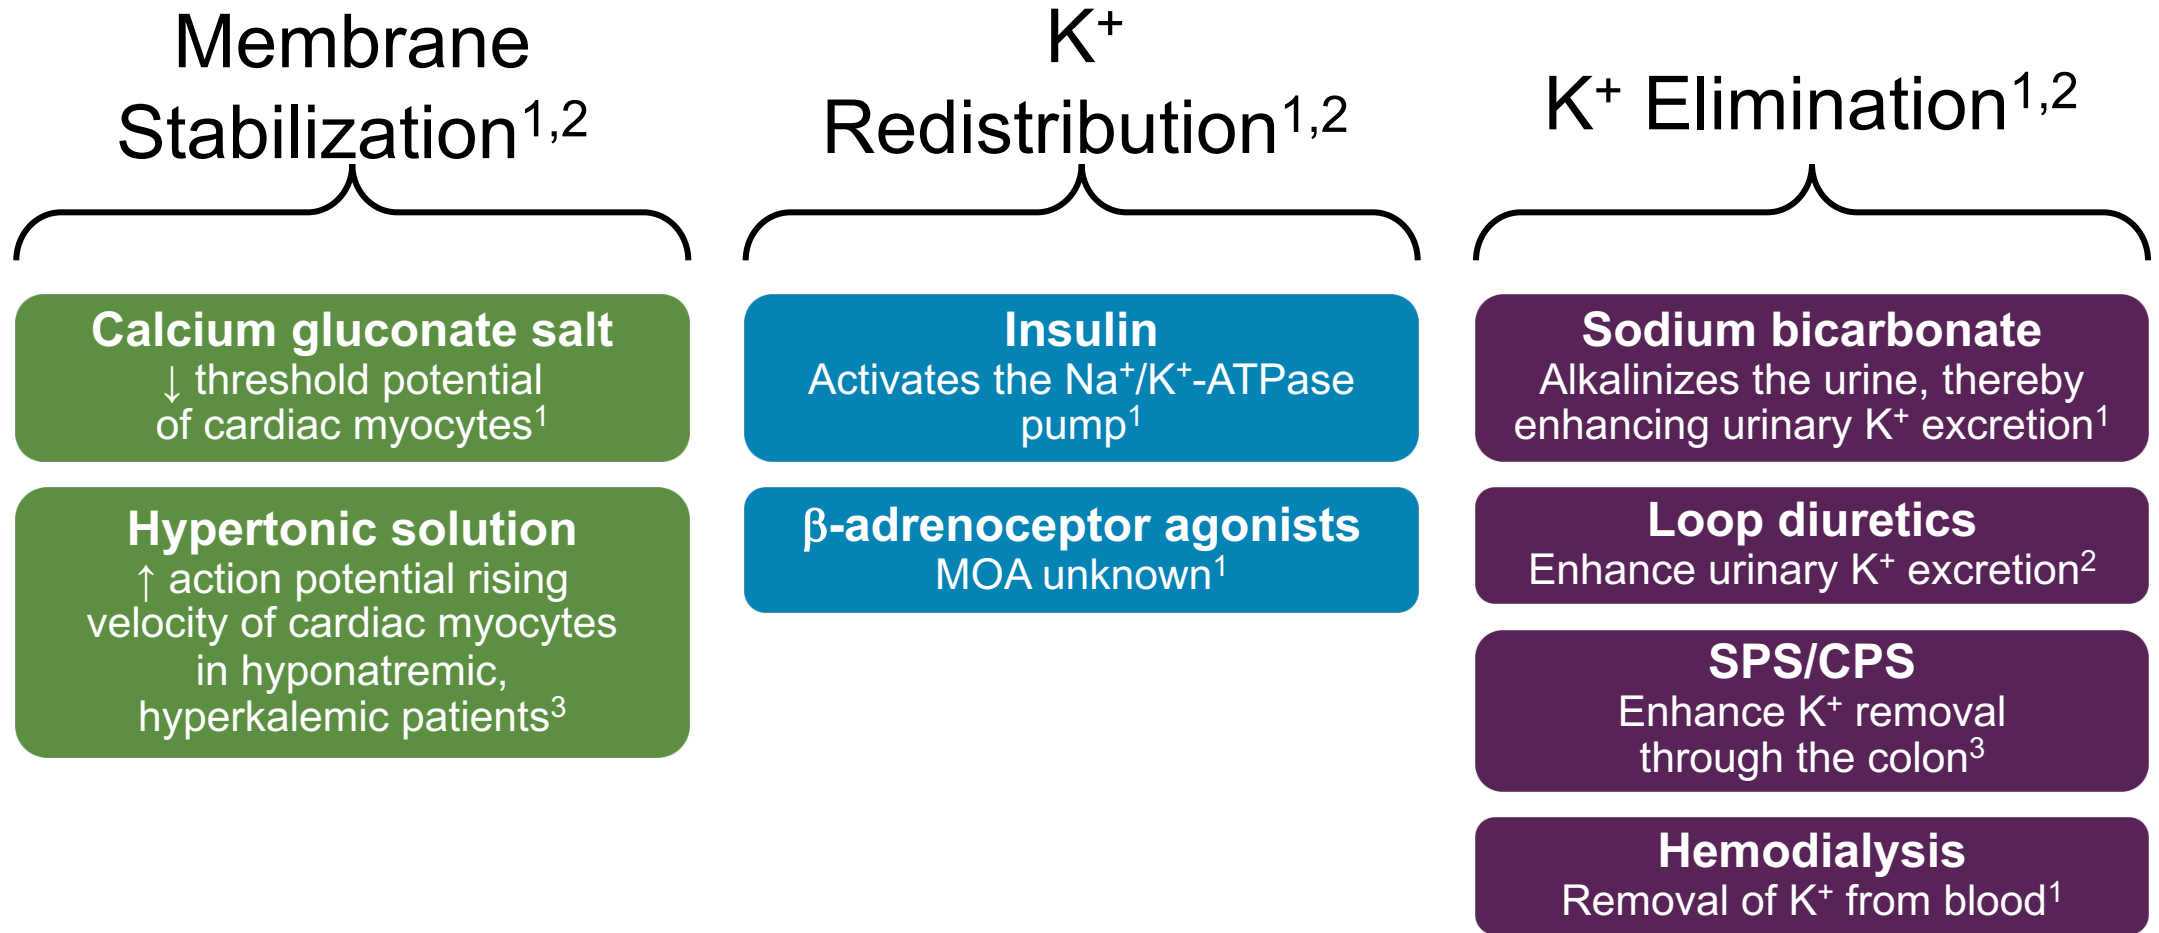 Membrane
Stabilization¹,²
K⁺
Redistribution¹,²
K⁺ Elimination¹,²
Calcium gluconate salt
↓ threshold potential
of cardiac myocytes¹
Hypertonic solution
↑ action potential rising
velocity of cardiac myocytes
in hyponatremic,
hyperkalemic patients³
Insulin
Activates the Na⁺/K⁺-ATPase
pump¹
β-adrenoceptor agonists
MOA unknown¹
Sodium bicarbonate
Alkalinizes the urine, thereby
enhancing urinary K⁺ excretion¹
Loop diuretics
Enhance urinary K⁺ excretion²
SPS/CPS
Enhance K⁺ removal
through the colon³
Hemodialysis
Removal of K⁺ from blood¹